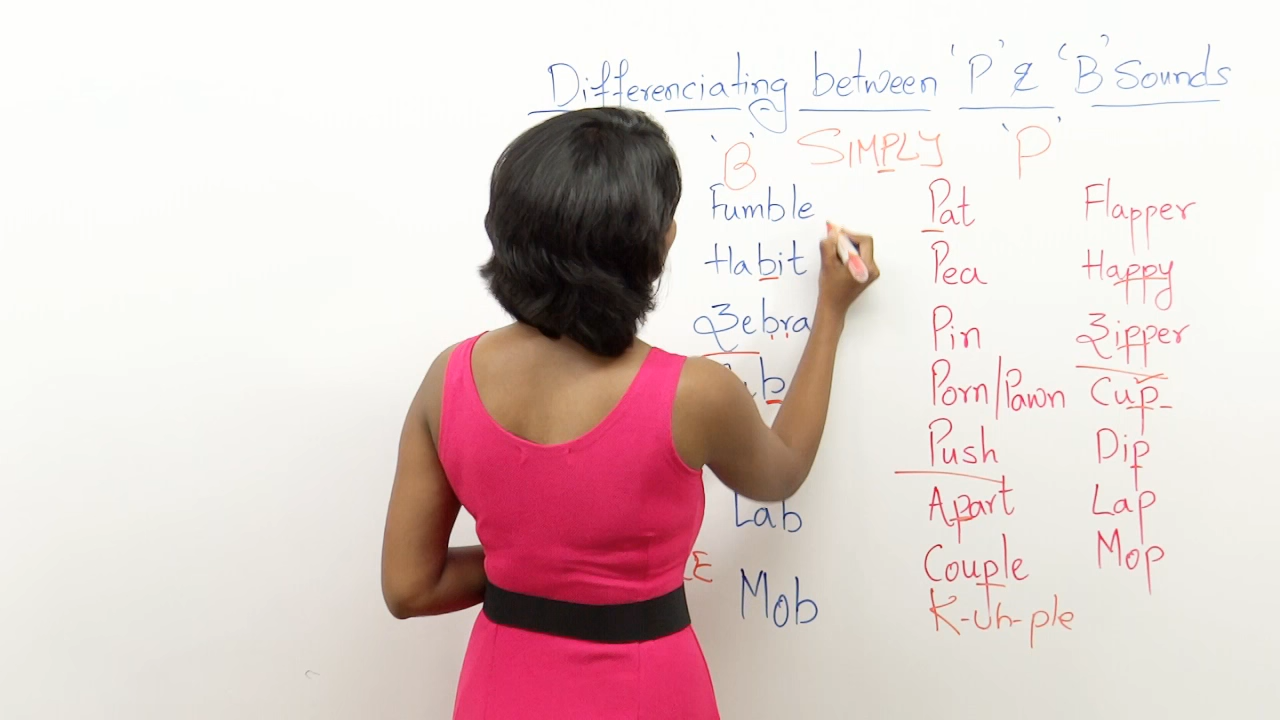 Differenciating between 'P' & 'B' Sounds
'B' SIMPLY 'P'
Fumble Pat Flapper
Habit Pea Happy
Zebra Pin Zipper
Porn/Pawn Cup
Push Dip
Lab Apart Lap
Mob Couple Mop
K-uh-ple